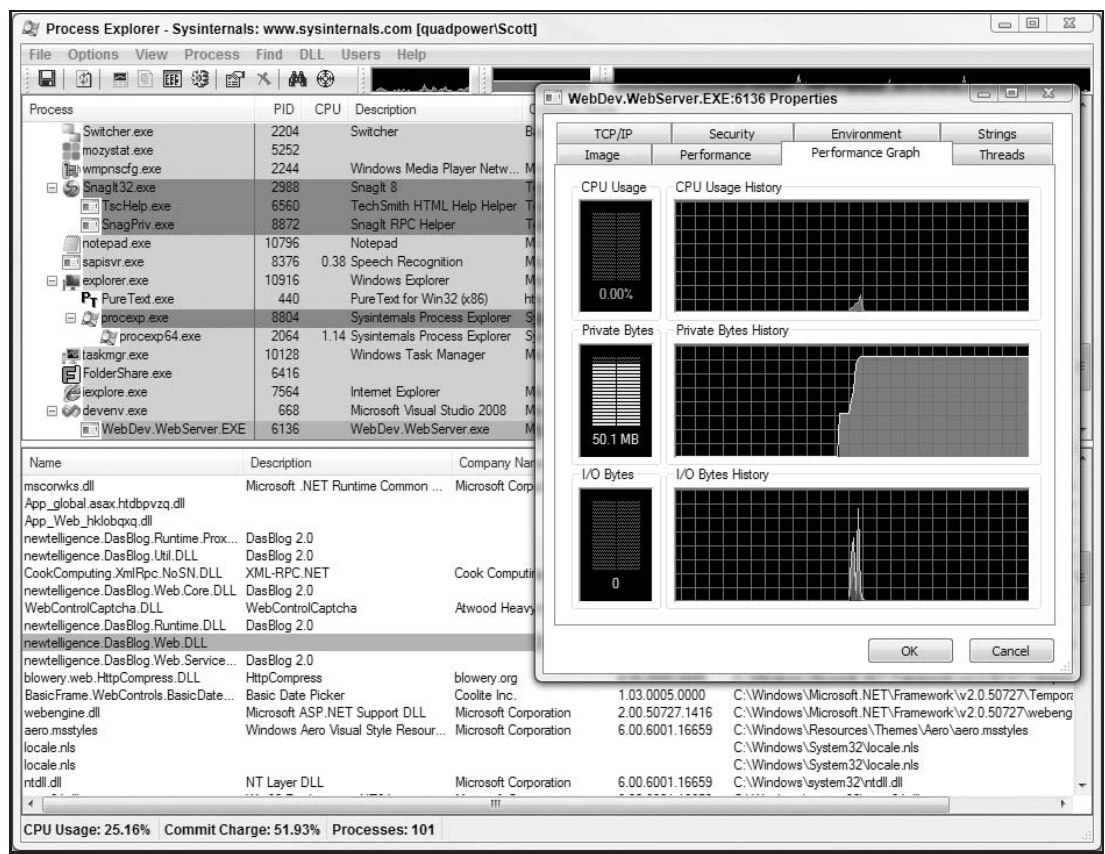 Process Explorer - Sysinternals: www.sysinternals.com [quadpower\Scott]
File Options View Process Find DLL Users Help
Process PID CPU Description
Switcher.exe 2204 Switcher
mozystat.exe 5252
wmpnscfg.exe 2244 Windows Media Player Netw...
SnagIt32.exe 2988 SnagIt 8
TscHelp.exe 6560 TechSmith HTML Help Helper
SnagPriv.exe 8872 SnagIt RPC Helper
notepad.exe 10796 Notepad
sapisvr.exe 8376 0.38 Speech Recognition
explorer.exe 10916 Windows Explorer
PureText.exe 440 PureText for Win32 (x86)
procexp.exe 8804 Sysinternals Process Explorer
procexp64.exe 2064 1.14 Sysinternals Process Explorer
taskmgr.exe 10128 Windows Task Manager
FolderShare.exe 6416
iexplore.exe 7564 Internet Explorer
devenv.exe 668 Microsoft Visual Studio 2008
WebDev.WebServer.EXE 6136 WebDev.WebServer.exe
WebDev.WebServer.EXE:6136 Properties
TCP/IP Security Environment Strings
Image Performance Performance Graph Threads
CPU Usage CPU Usage History
0.00%
Private Bytes Private Bytes History
50.1 MB
I/O Bytes I/O Bytes History
0
OK Cancel
Name Description Company Nar
mscorwks.dll Microsoft .NET Runtime Common ... Microsoft Corp
App_global.asax.htdbpvzq.dll
App_Web_hklobqxq.dll
newtelligence.DasBlog.Runtime.Prox... DasBlog 2.0
newtelligence.DasBlog.Util.DLL DasBlog 2.0
CookComputing.XmlRpc.NoSN.DLL XML-RPC.NET Cook Computin
newtelligence.DasBlog.Web.Core.DLL DasBlog 2.0
WebControlCaptcha.DLL WebControlCaptcha Atwood Heavy
newtelligence.DasBlog.Runtime.DLL DasBlog 2.0
newtelligence.DasBlog.Web.DLL
newtelligence.DasBlog.Web.Service... DasBlog 2.0
blowery.web.HttpCompress.DLL HttpCompress blowery.org
BasicFrame.WebControls.BasicDate... Basic Date Picker Coolite Inc. 1.03.0005.0000 C:\Windows\Microsoft.NET\Framework\v2.0.50727\Tempora
webengine.dll Microsoft ASP.NET Support DLL Microsoft Corporation 2.00.50727.1416 C:\Windows\Microsoft.NET\Framework\v2.0.50727\webeng
aero.msstyles Windows Aero Visual Style Resour... Microsoft Corporation 6.00.6001.16659 C:\Windows\Resources\Themes\Aero\aero.msstyles
locale.nls C:\Windows\System32\locale.nls
locale.nls C:\Windows\System32\locale.nls
ntdll.dll NT Layer DLL Microsoft Corporation 6.00.6001.16659 C:\Windows\system32\ntdll.dll
CPU Usage: 25.16% Commit Charge: 51.93% Processes: 101